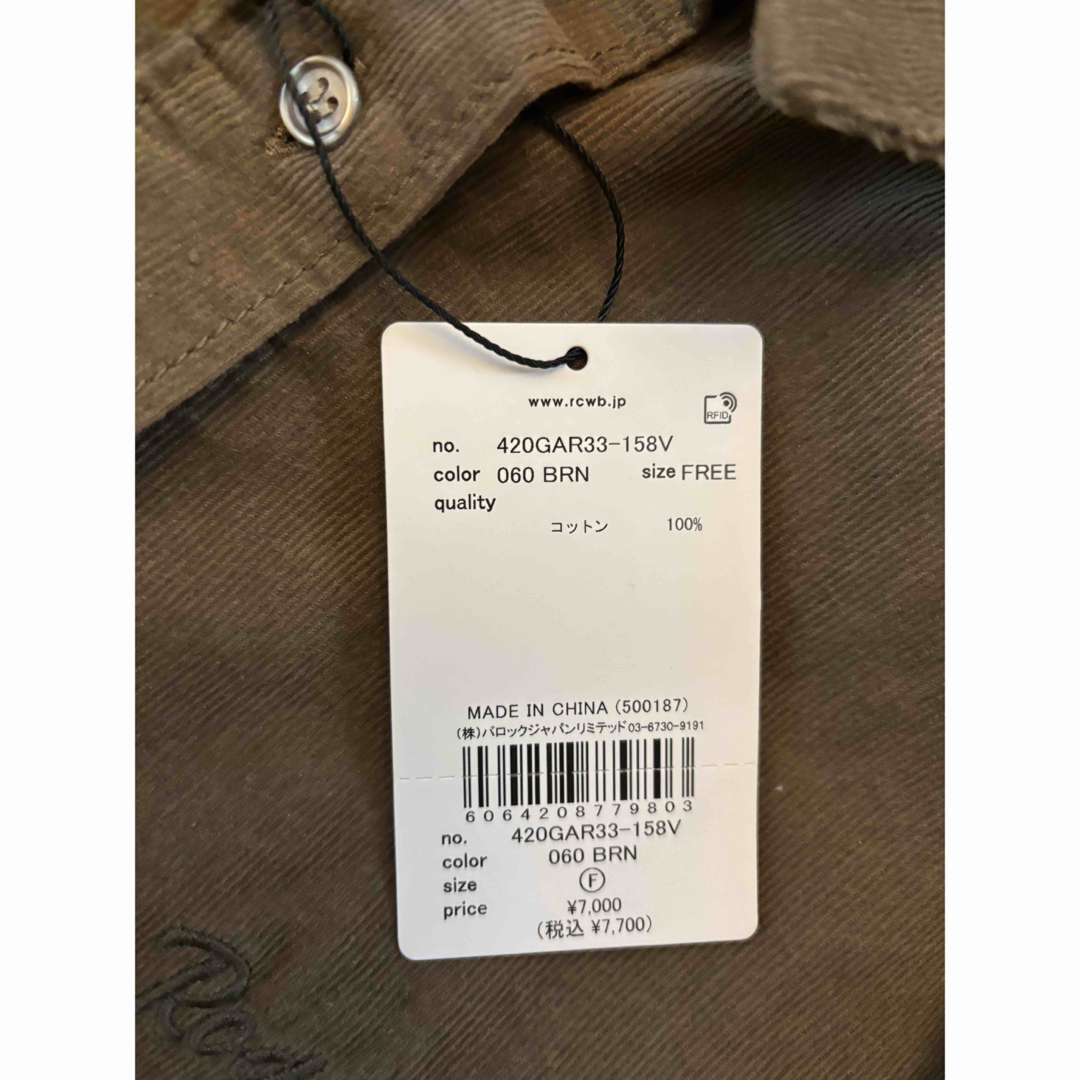 www.rcwb.jp
RFID
no. 420GAR33-158V
color 060 BRN size FREE
quality
コットン 100%
MADE IN CHINA (500187)
(株)バロックジャパンリミテッド03-6730-9191
6064208779803
no. 420GAR33-158V
color 060 BRN
size F
price ¥7,000
(税込 ¥7,700)